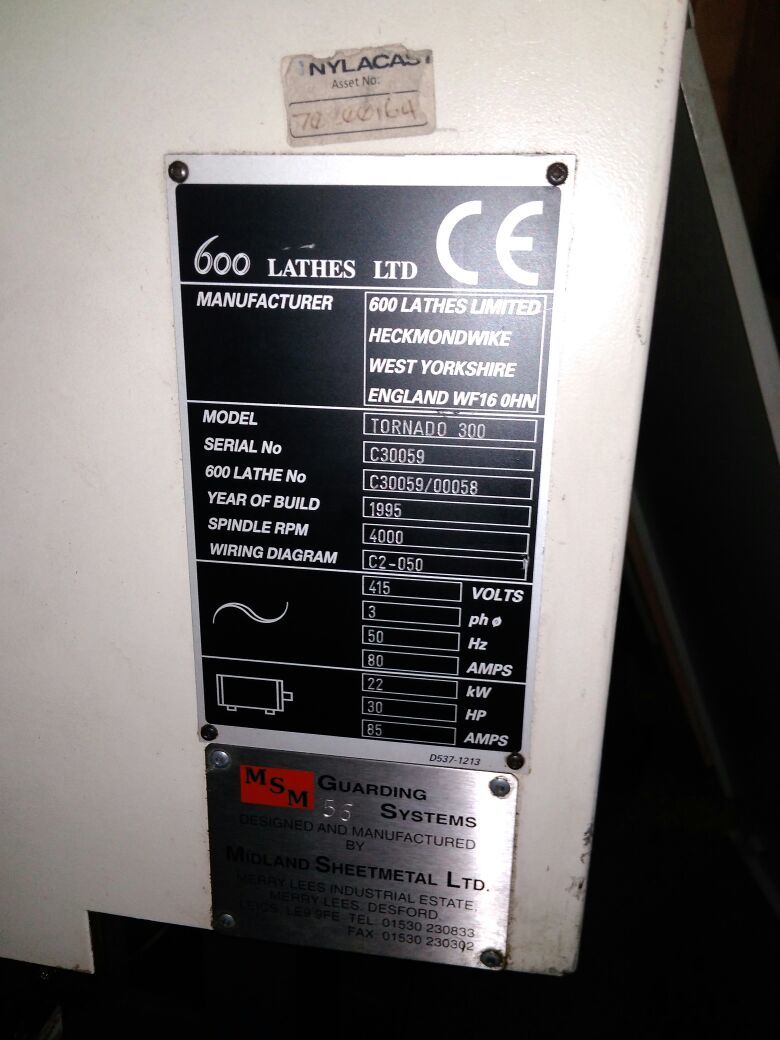 NYLACAST
Asset No:
600 LATHES LTD CE
MANUFACTURER 600 LATHES LIMITED
HECKMONDWIKE
WEST YORKSHIRE
ENGLAND WF16 0HN
MODEL TORNADO 300
SERIAL No C30059
600 LATHE No C30059/00058
YEAR OF BUILD 1995
SPINDLE RPM 4000
WIRING DIAGRAM C2-050
415 VOLTS
3 ph ø
50 Hz
80 AMPS
22 kW
30 HP
85 AMPS
D537-1213
MSM GUARDING
56 SYSTEMS
DESIGNED AND MANUFACTURED
BY
MIDLAND SHEETMETAL LTD.
MERRY LEES INDUSTRIAL ESTATE,
MERRY LEES, DESFORD,
LEICS. LE9 9FE. TEL: 01530 230833
FAX: 01530 230302